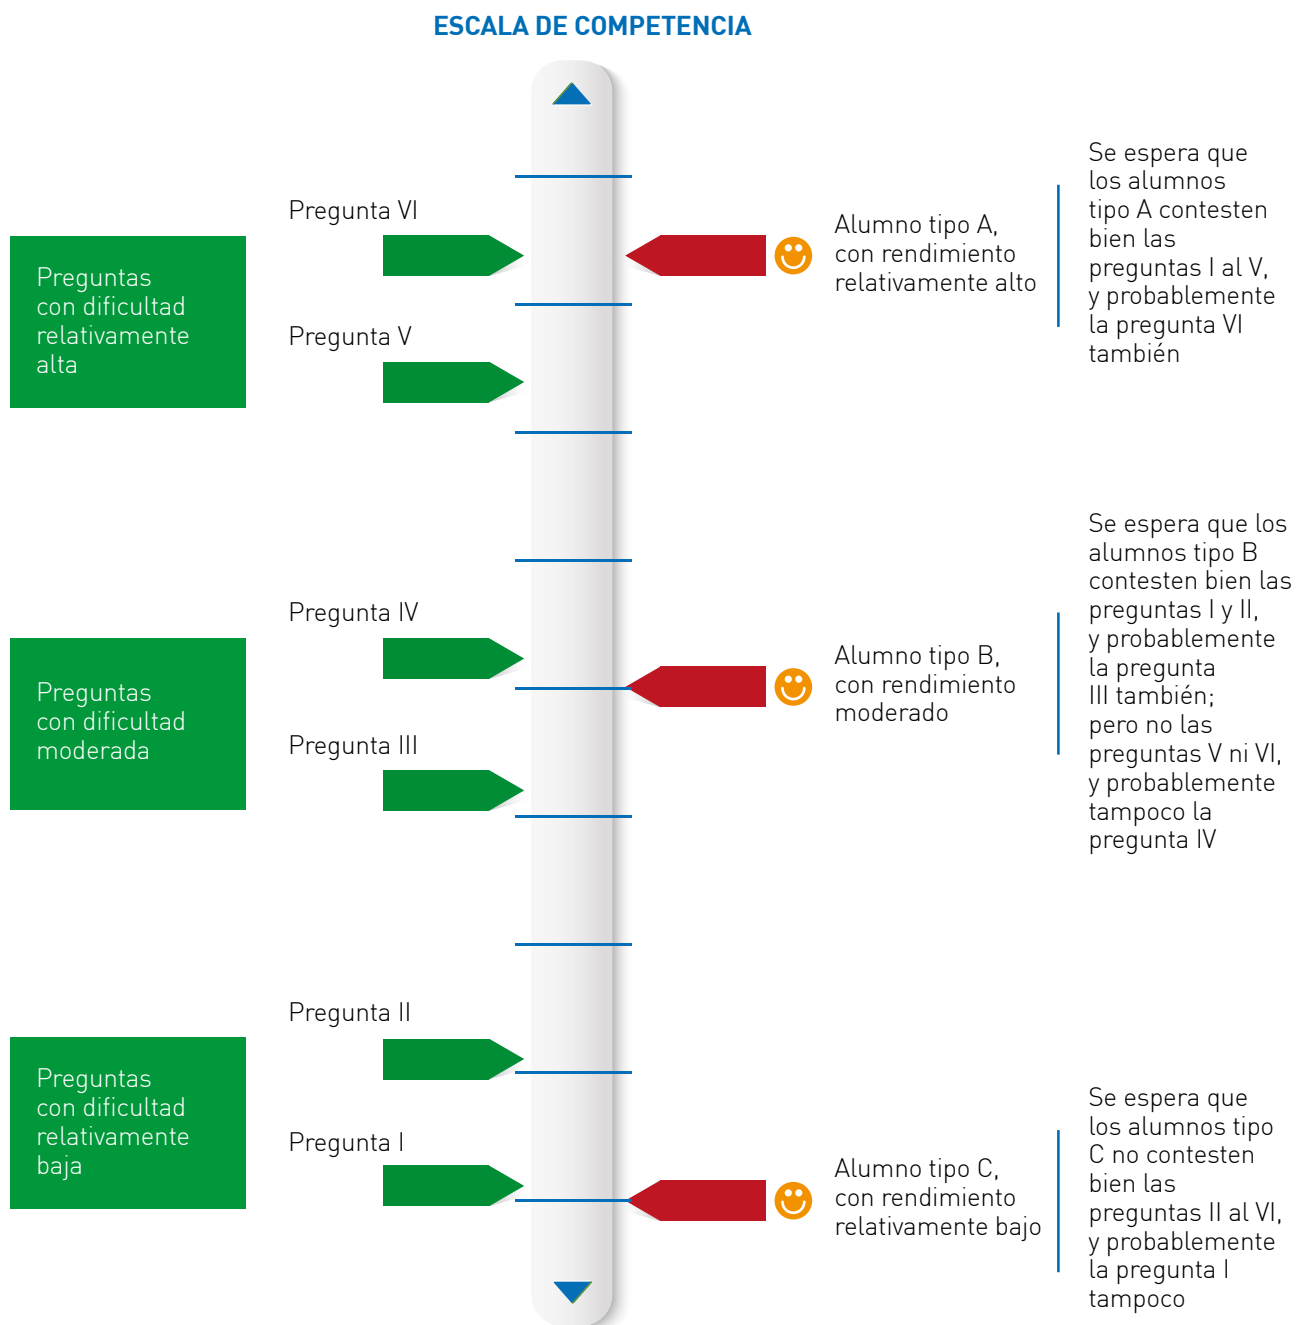 ESCALA DE COMPETENCIA
Preguntas
con dificultad
relativamente
alta
Pregunta VI
Pregunta V
Alumno tipo A,
con rendimiento
relativamente alto
Se espera que
los alumnos
tipo A contesten
bien las
preguntas I al V,
y probablemente
la pregunta VI
también
Preguntas
con dificultad
moderada
Pregunta IV
Pregunta III
Alumno tipo B,
con rendimiento
moderado
Se espera que los
alumnos tipo B
contesten bien las
preguntas I y II,
y probablemente
la pregunta
III también;
pero no las
preguntas V ni VI,
y probablemente
tampoco la
pregunta IV
Preguntas
con dificultad
relativamente
baja
Pregunta II
Pregunta I
Alumno tipo C,
con rendimiento
relativamente bajo
Se espera que
los alumnos tipo
C no contesten
bien las
preguntas II al VI,
y probablemente
la pregunta I
tampoco